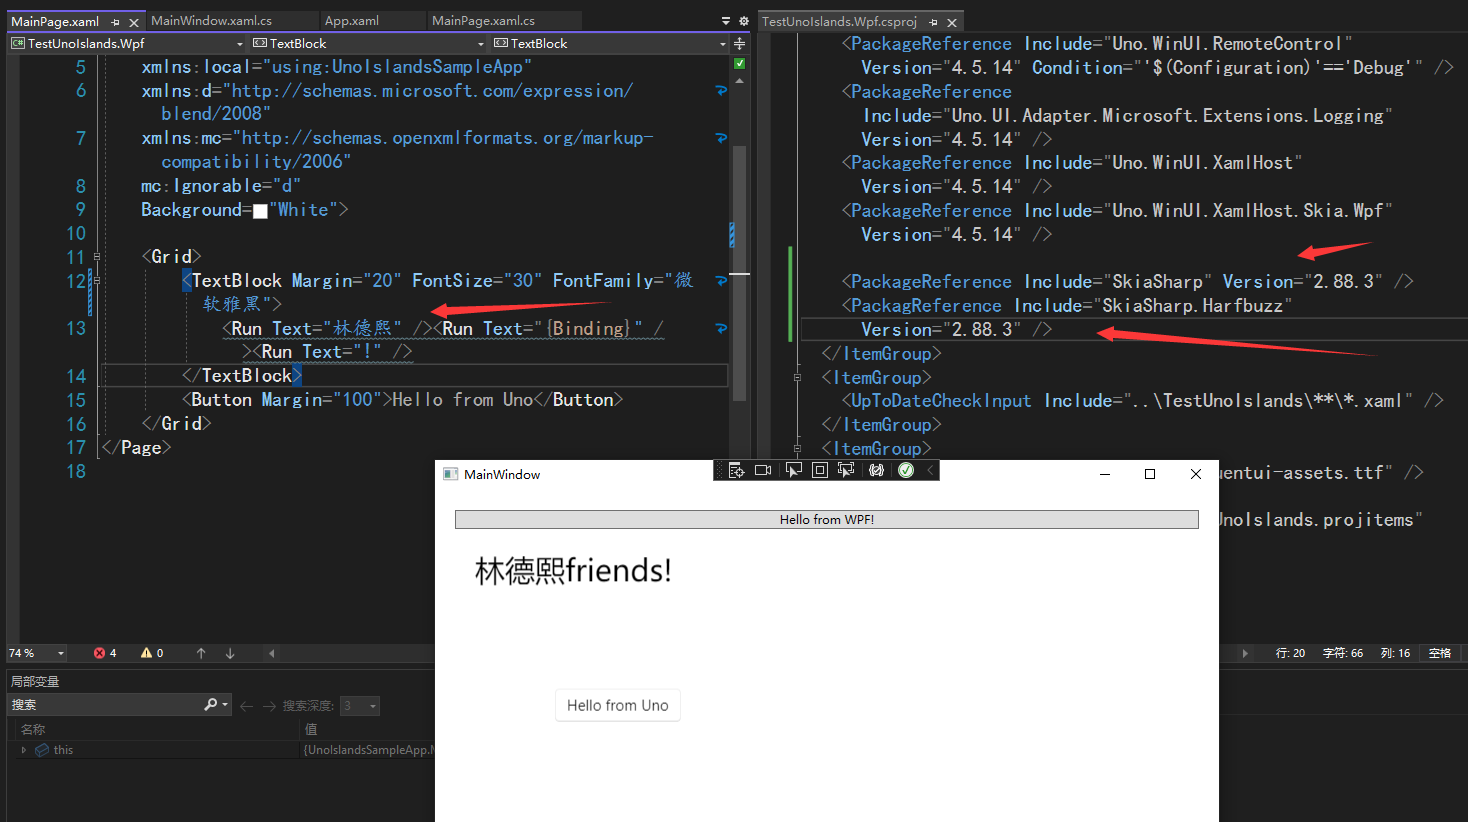 MainPage.xaml
MainWindow.xaml.cs
App.xaml
MainPage.xaml.cs
TestUnoIslands.Wpf
TextBlock
TextBlock
5 xmlns:local="using:UnoIslandsSampleApp"
6 xmlns:d="http://schemas.microsoft.com/expression/
blend/2008"
7 xmlns:mc="http://schemas.openxmlformats.org/markup-
compatibility/2006"
8 mc:Ignorable="d"
9 Background="White">
10
11 <Grid>
12 <TextBlock Margin="20" FontSize="30" FontFamily="微
软雅黑">
13 <Run Text="林德熙" /><Run Text="{Binding}" /
><Run Text="!" />
14 </TextBlock>
15 <Button Margin="100">Hello from Uno</Button>
16 </Grid>
17 </Page>
18
74 %
4
0
TestUnoIslands.Wpf.csproj
<PackageReference Include="Uno.WinUI.RemoteControl"
Version="4.5.14" Condition="'$(Configuration)'=='Debug'" />
<PackageReference
Include="Uno.UI.Adapter.Microsoft.Extensions.Logging"
Version="4.5.14" />
<PackageReference Include="Uno.WinUI.XamlHost"
Version="4.5.14" />
<PackageReference Include="Uno.WinUI.XamlHost.Skia.Wpf"
Version="4.5.14" />
<PackageReference Include="SkiaSharp" Version="2.88.3" />
<PackagReference Include="SkiaSharp.Harfbuzz"
Version="2.88.3" />
</ItemGroup>
<ItemGroup>
<UpToDateCheckInput Include="..\TestUnoIslands\**\*.xaml" />
</ItemGroup>
<ItemGroup>
uentui-assets.ttf" />
UnoIslands.projitems"
行: 20 字符: 66 列: 16 空格
局部变量
搜索
搜索深度: 3
名称 值
this {UnoIslandsSampleApp.M
MainWindow
Hello from WPF!
林德熙friends!
Hello from Uno